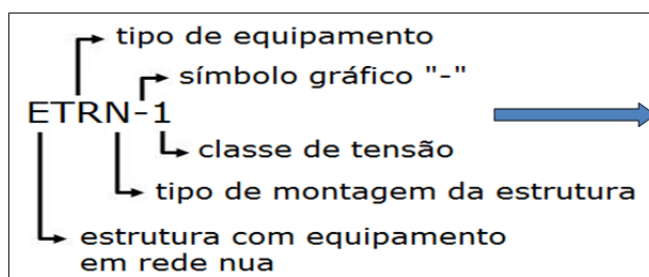 tipo de equipamento
símbolo gráfico "-"
ETRN-1
classe de tensão
tipo de montagem da estrutura
estrutura com equipamento
em rede nua